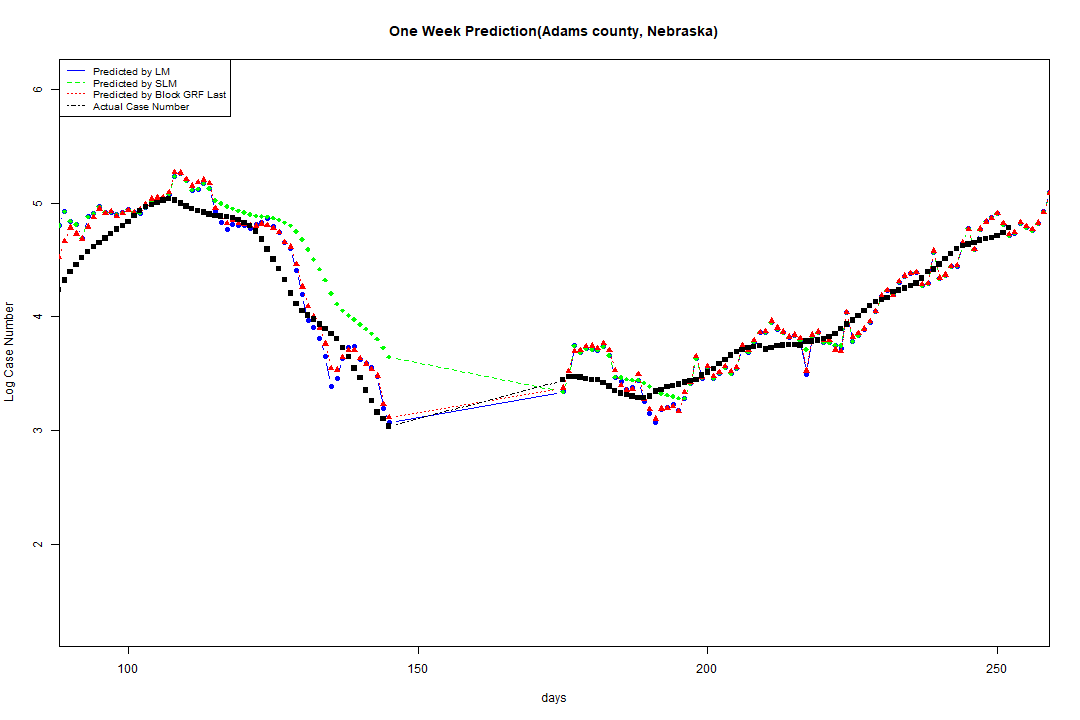 One Week Prediction(Adams county, Nebraska)
Predicted by LM
Predicted by SLM
Predicted by Block GRF Last
Actual Case Number
6
5
4
3
2
Log Case Number
100 150 200 250
days